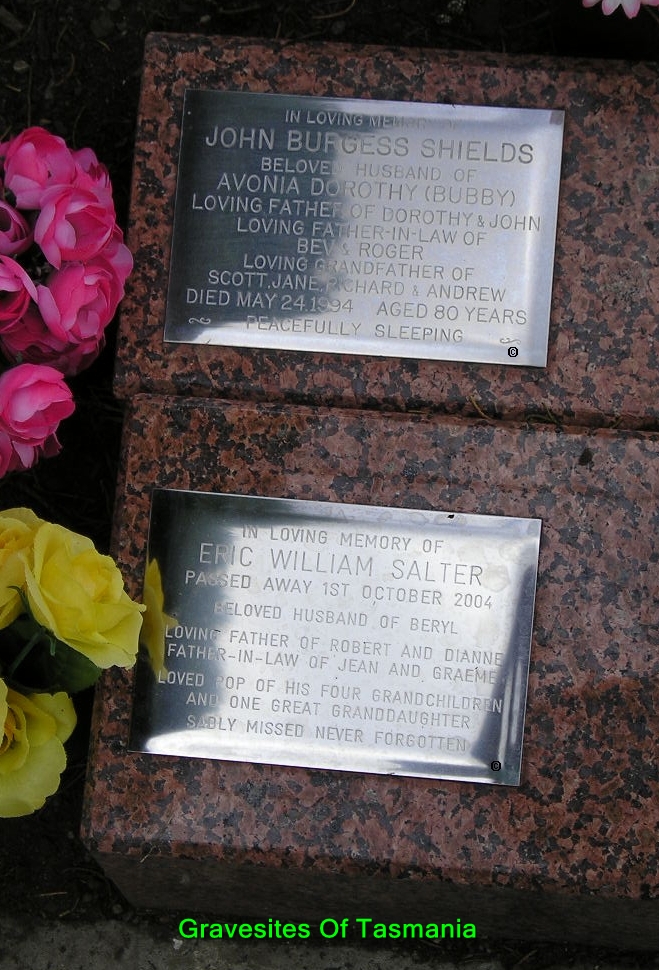 IN LOVING MEMORY OF
JOHN BURGESS SHIELDS
BELOVED HUSBAND OF
AVONIA DOROTHY (BUBBY)
LOVING FATHER OF DOROTHY & JOHN
LOVING FATHER-IN-LAW OF
BEV & ROGER
LOVING GRANDFATHER OF
SCOTT, JANE, RICHARD & ANDREW
DIED MAY 24.1994 AGED 80 YEARS
PEACEFULLY SLEEPING
©
IN LOVING MEMORY OF
ERIC WILLIAM SALTER
PASSED AWAY 1ST OCTOBER 2004
BELOVED HUSBAND OF BERYL
LOVING FATHER OF ROBERT AND DIANNE
FATHER-IN-LAW OF JEAN AND GRAEME
LOVED POP OF HIS FOUR GRANDCHILDREN
AND ONE GREAT GRANDDAUGHTER
SADLY MISSED NEVER FORGOTTEN
©
Gravesites Of Tasmania